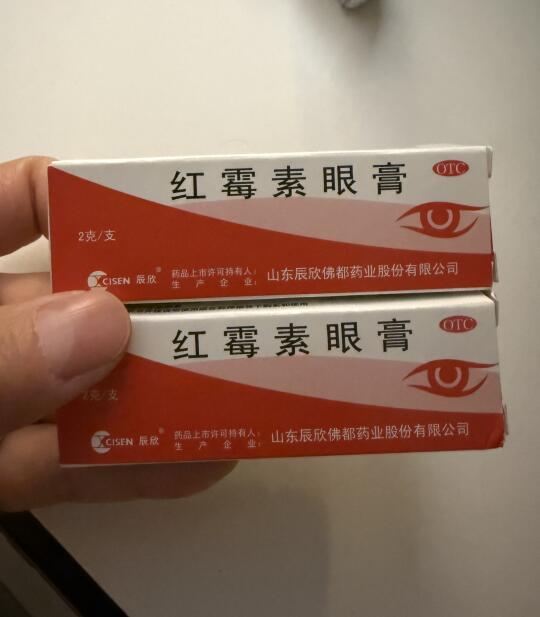 红霉素眼膏
OTC
2克/支
CISEN 辰欣®
药品上市许可持有人：
生产企业：
山东辰欣佛都药业股份有限公司
红霉素眼膏
OTC
2克/支
CISEN 辰欣®
药品上市许可持有人：
生产企业：
山东辰欣佛都药业股份有限公司